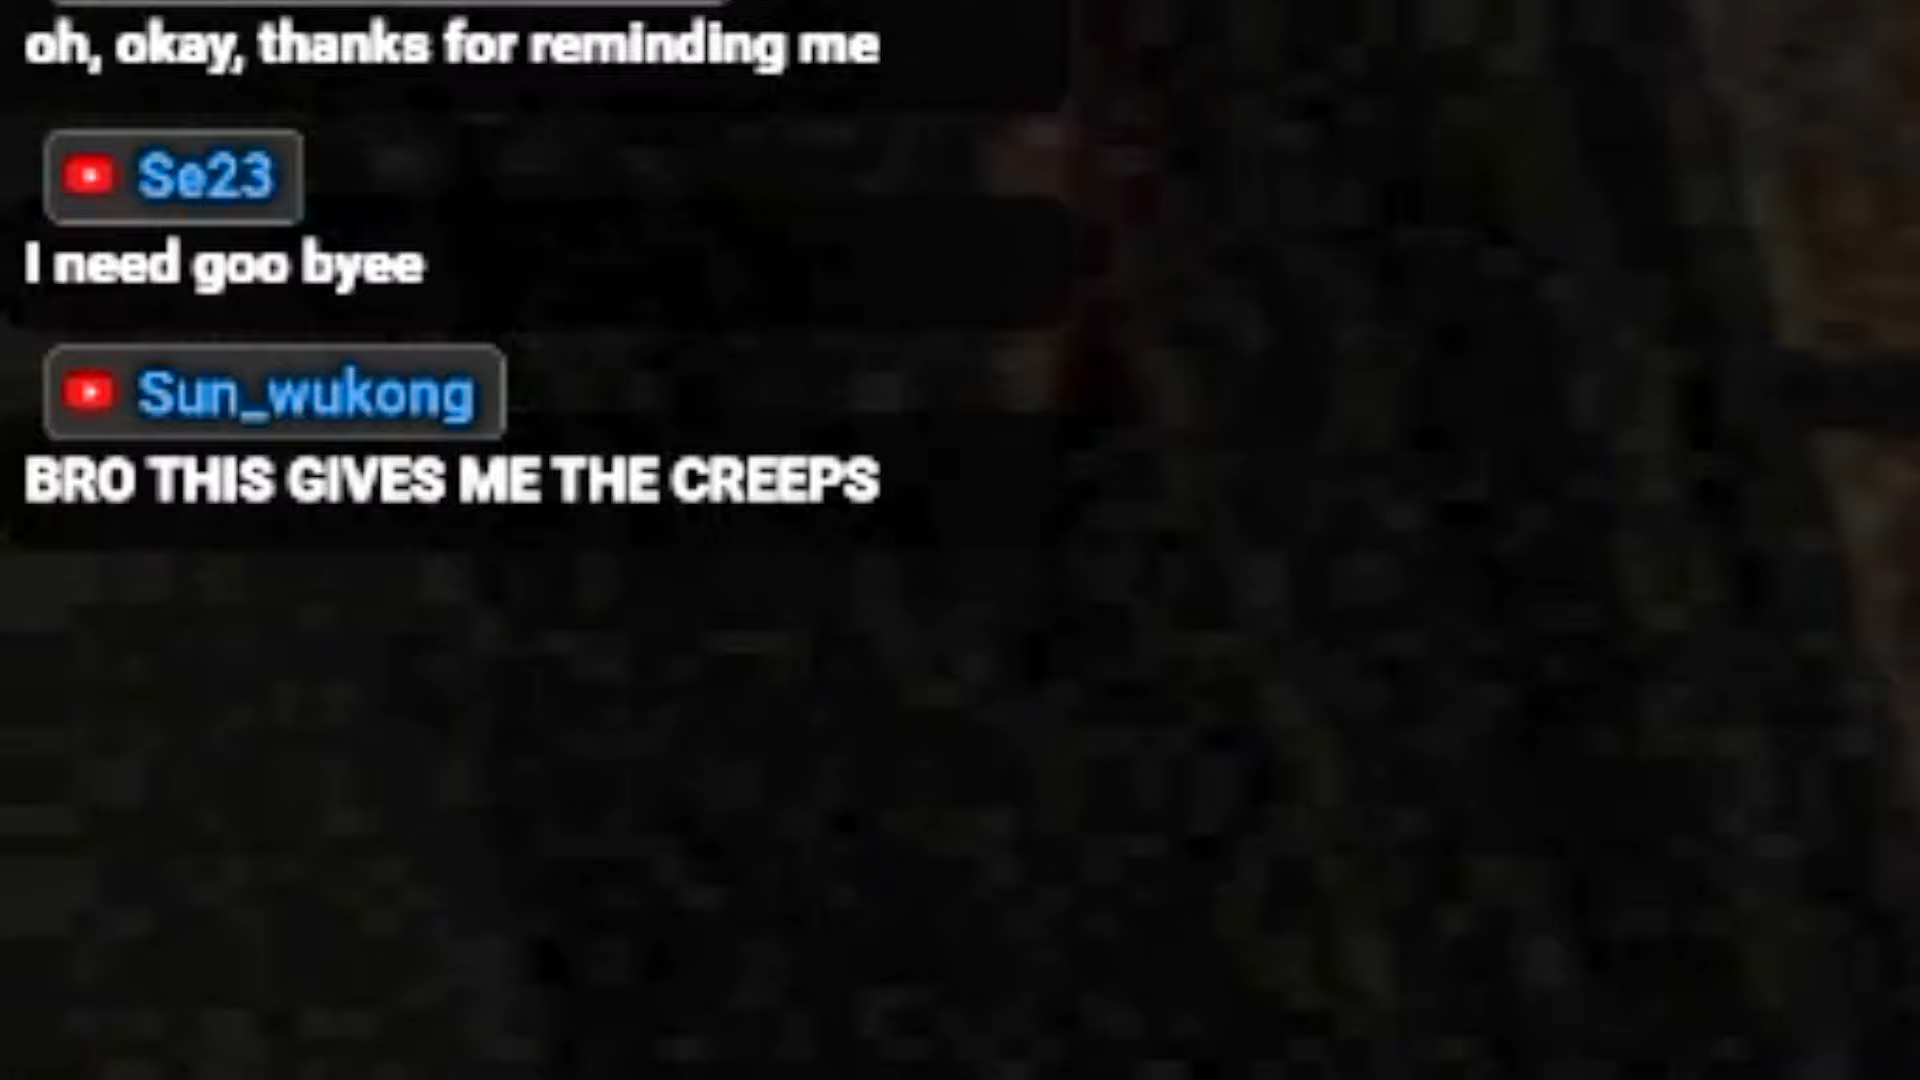 oh, okay, thanks for reminding me
Se23
I need goo byee
Sun_wukong
BRO THIS GIVES ME THE CREEPS